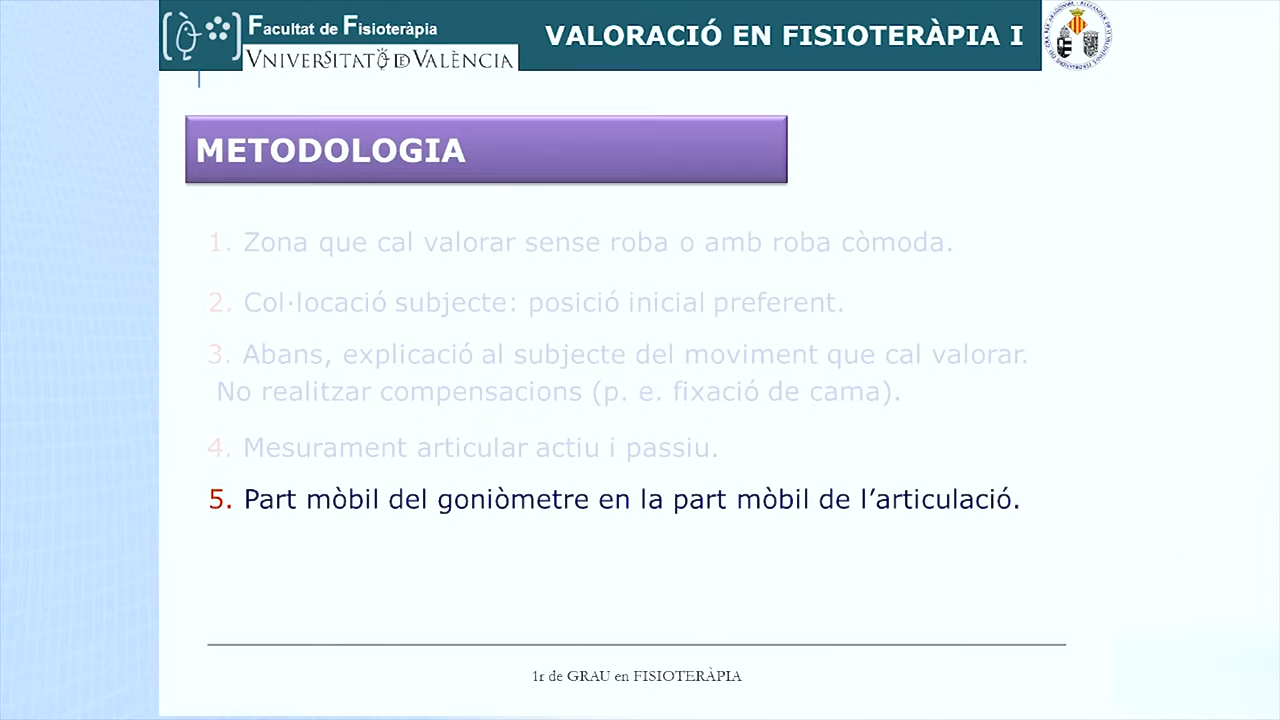 Facultat de Fisioteràpia
VNIVERSITATǬ DE VALÈNCIA
VALORACIÓ EN FISIOTERÀPIA I
METODOLOGIA
1. Zona que cal valorar sense roba o amb roba còmoda.
2. Col·locació subjecte: posició inicial preferent.
3. Abans, explicació al subjecte del moviment que cal valorar.
No realitzar compensacions (p. e. fixació de cama).
4. Mesurament articular actiu i passiu.
5. Part mòbil del goniòmetre en la part mòbil de l’articulació.
1r de GRAU en FISIOTERÀPIA